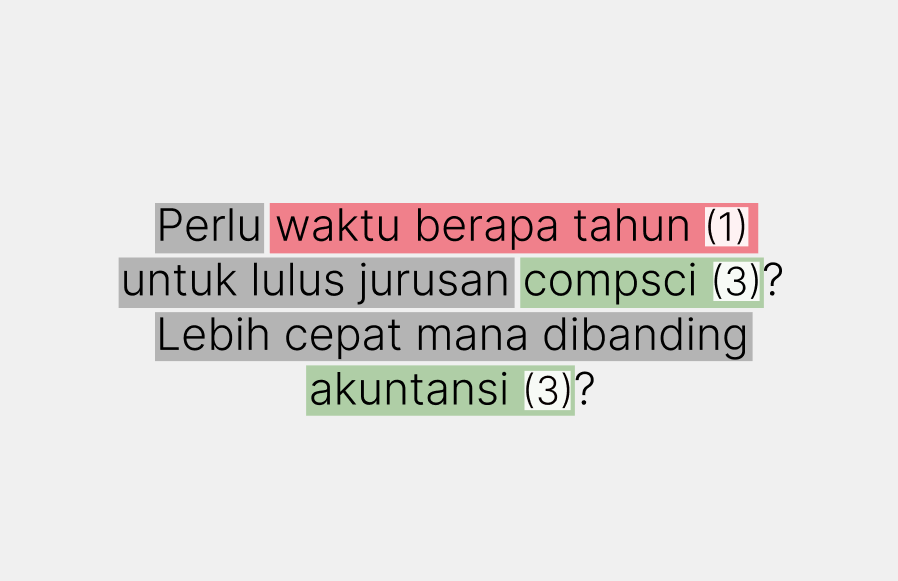 Perlu waktu berapa tahun (1)
untuk lulus jurusan compsci (3)?
Lebih cepat mana dibanding
akuntansi (3)?